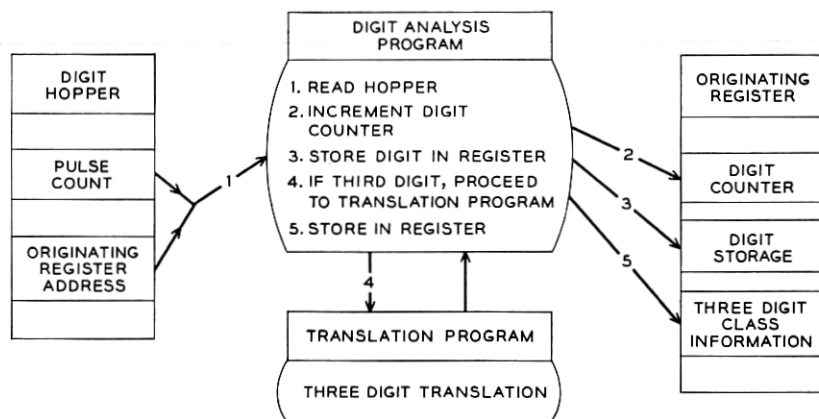 DIGIT
HOPPER
PULSE
COUNT
ORIGINATING
REGISTER
ADDRESS
1
DIGIT ANALYSIS
PROGRAM
1. READ HOPPER
2. INCREMENT DIGIT
COUNTER
3. STORE DIGIT IN REGISTER
4. IF THIRD DIGIT, PROCEED
TO TRANSLATION PROGRAM
5. STORE IN REGISTER
4
TRANSLATION PROGRAM
THREE DIGIT TRANSLATION
2
3
5
ORIGINATING
REGISTER
DIGIT
COUNTER
DIGIT
STORAGE
THREE DIGIT
CLASS
INFORMATION